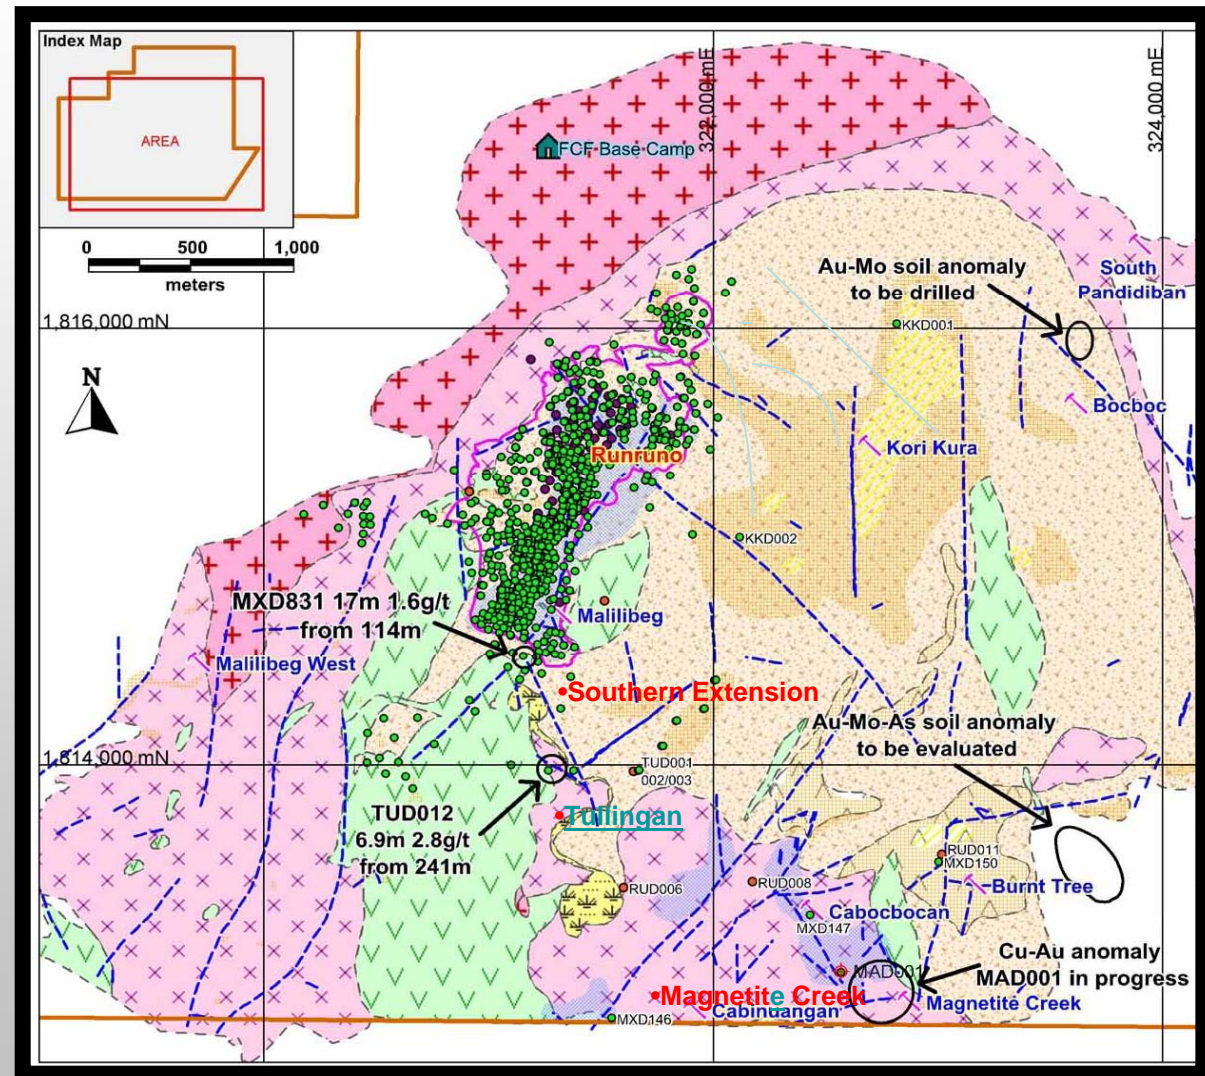 Index Map
AREA
0 500 1,000
meters
N
322,000 mE
324,000 mE
1,816,000 mN
1,814,000 mN
FCF Base Camp
Au-Mo soil anomaly
to be drilled
South
Pandidiban
KKD001
Bocboc
Kori Kura
Runruno
KKD002
MXD831 17m 1.6g/t
from 114m
Malilibeg
Malilibeg West
•Southern Extension
Au-Mo-As soil anomaly
to be evaluated
TUD001
002/003
TUD012
6.9m 2.8g/t
from 241m
•Tuflingan
RUD011
MXD150
RUD006
RUD008
Burnt Tree
Cabocbocan
MXD147
Cu-Au anomaly
MAD001 in progress
MAD001
•Magnetite Creek
Magnetite Creek
Cabinuangan
MXD146